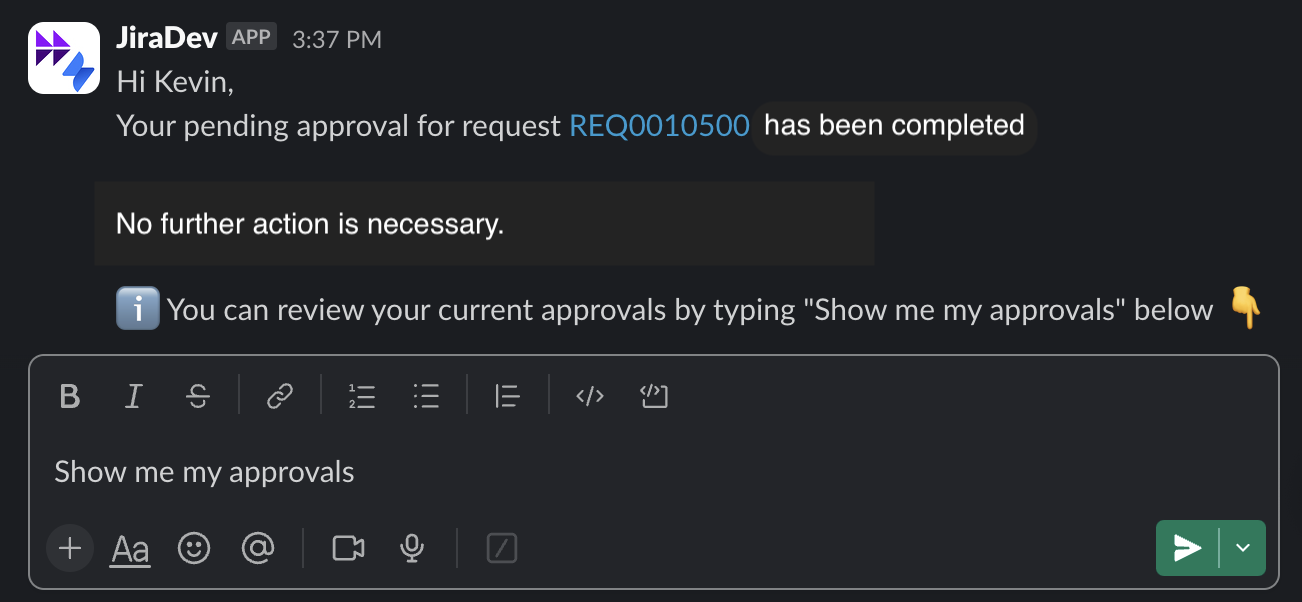 JiraDev APP 3:37 PM
Hi Kevin,
Your pending approval for request REQ0010500 has been completed
No further action is necessary.
You can review your current approvals by typing "Show me my approvals" below
Show me my approvals
Aa